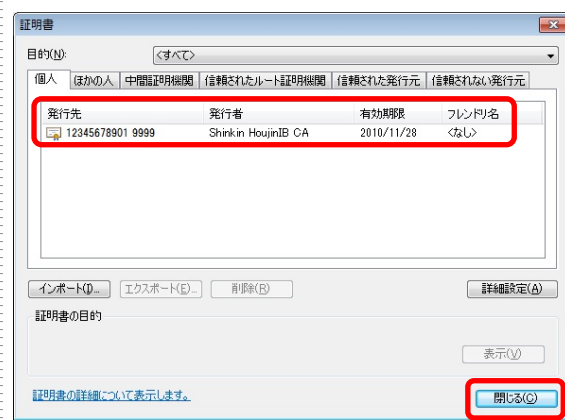 証明書
目的(N): <すべて>
個人 ほかの人 中間証明機関 信頼されたルート証明機関 信頼された発行元 信頼されない発行元
発行先 発行者 有効期限 フレンドリ名
12345678901 9999 Shinkin HoujinIB CA 2010/11/28 <なし>
インポート(I)... エクスポート(E)... 削除(R) 詳細設定(A)
証明書の目的
表示(V)
証明書の詳細について表示します。
閉じる(C)